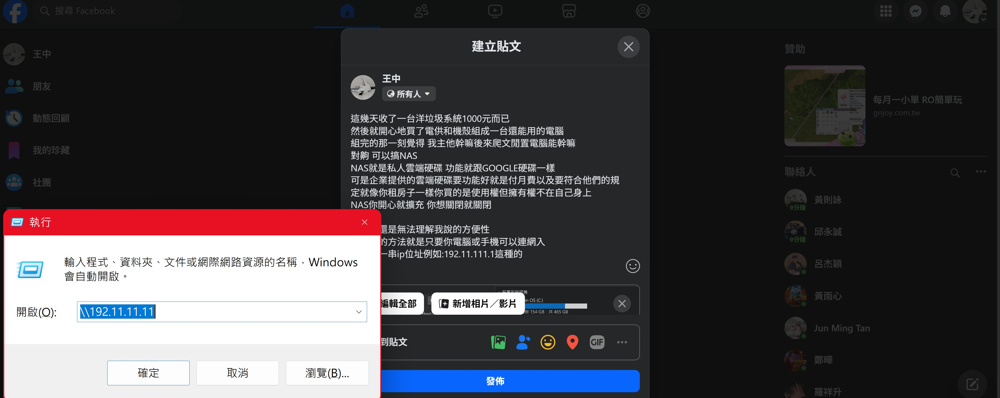 搜尋 Facebook
王中
朋友
動態回顧
我的珍藏
社團
建立貼文
王中
所有人
這幾天收了一台洋垃圾系統1000元而已
然後就開心地買了電供和機殼組成一台還能用的電腦
組完的那一刻覺得 我主他幹嘛後來爬文閒置電腦能幹嘛
對齁 可以搞NAS
NAS就是私人雲端硬碟 功能就跟GOOGLE硬碟一樣
可是企業提供的雲端硬碟要功能好就是付月費以及要符合他們的規
定就像你租房子一樣你買的是使用權但擁有權不在自己身上
NAS你開心就擴充 你想關閉就關閉
還是無法理解我說的方便性
的方法就是只要你電腦或手機可以連網入
一串ip位址例如:192.11.111.1這種的
編輯全部
新增相片／影片
裝置和磁碟機
in OS (C:)
餘 154 GB · 共 465 GB
到貼文
GIF
發佈
執行
輸入程式、資料夾、文件或網際網路資源的名稱，Windows
會自動開啟。
開啟(O):
\\192.11.11.11
確定
取消
瀏覽(B)...
贊助
每月一小單 RO簡單玩
gnjoy.com.tw
聯絡人
黃則詠
9分鐘
邱永誠
9分鐘
呂杰穎
黃雨心
Jun Ming Tan
鄭曄
羅祥升